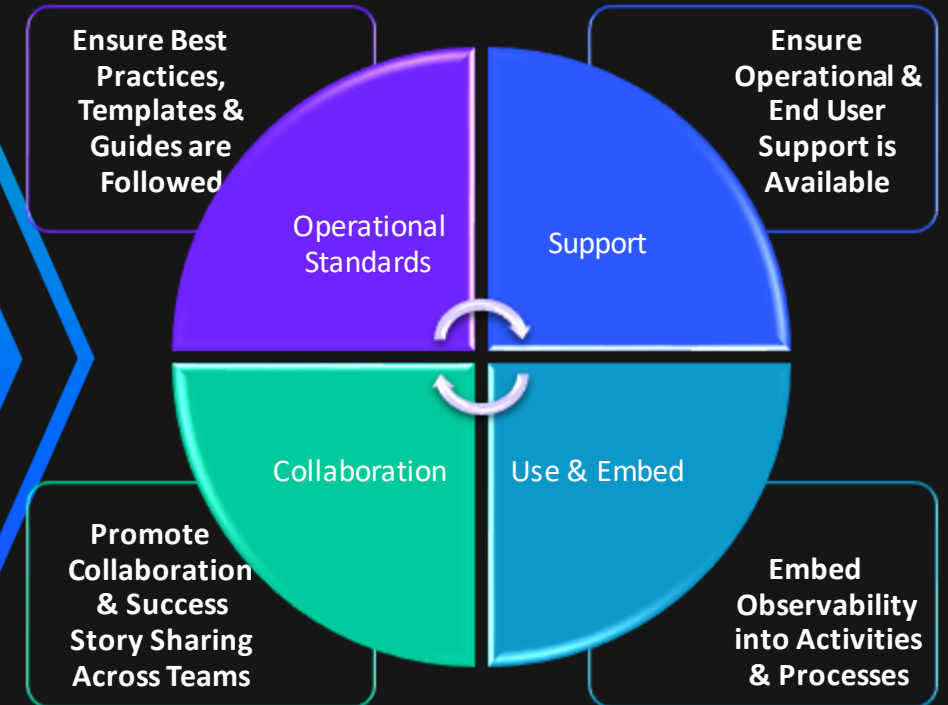 Ensure Best
Practices,
Templates &
Guides are
Followed
Ensure
Operational &
End User
Support is
Available
Operational
Standards
Support
Collaboration
Use & Embed
Promote
Collaboration
& Success
Story Sharing
Across Teams
Embed
Observability
into Activities
& Processes